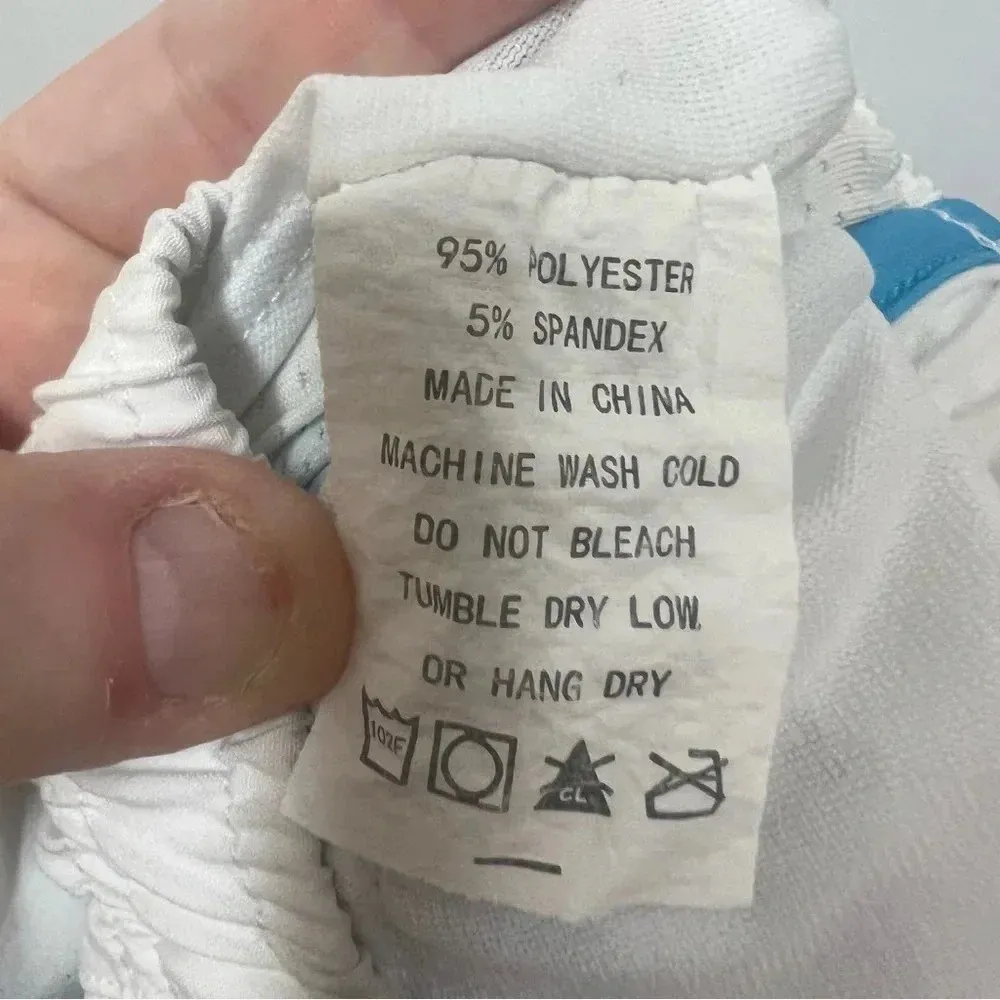 95% POLYESTER
5% SPANDEX
MADE IN CHINA
MACHINE WASH COLD
DO NOT BLEACH
TUMBLE DRY LOW
OR HANG DRY
102F
CL